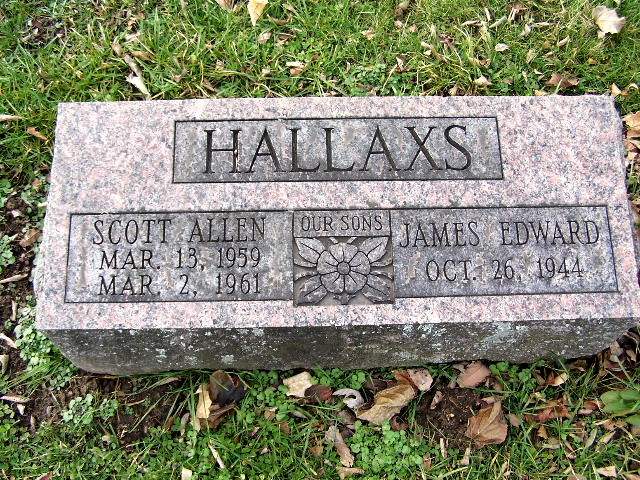 HALLAXS
SCOTT ALLEN
MAR. 13, 1959
MAR. 2, 1961
OUR SONS
JAMES EDWARD
OCT. 26, 1944